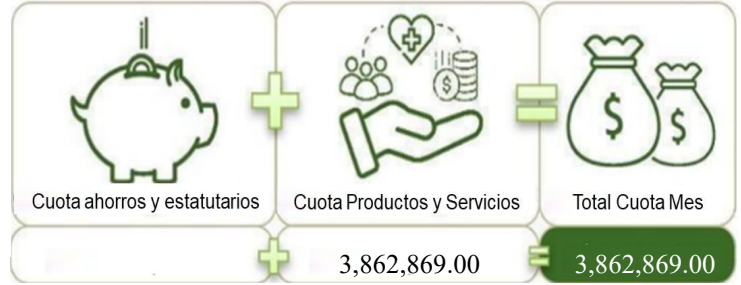 Cuota ahorros y estatutarios
Cuota Productos y Servicios
Total Cuota Mes
3,862,869.00
3,862,869.00